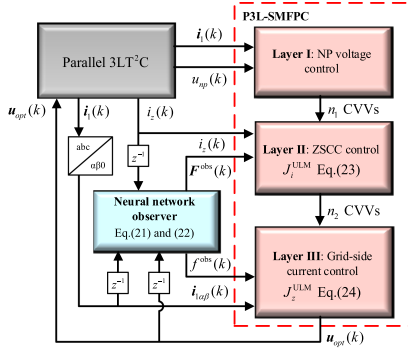 P3L-SMFPC
Parallel 3LT²C
i₁(k)
uₙₚ(k)
Layer I: NP voltage
control
u_opt(k)
i₁(k)
i_z(k)
n₁ CVVs
abc
αβ0
z⁻¹
i_z(k)
F^obs(k)
Layer II: ZSCC control
J_i^ULM Eq.(23)
Neural network
observer
Eq.(21) and (22)
n₂ CVVs
f^obs(k)
z⁻¹
z⁻¹
i₁αβ(k)
Layer III: Grid-side
current control
J_z^ULM Eq.(24)
u_opt(k)